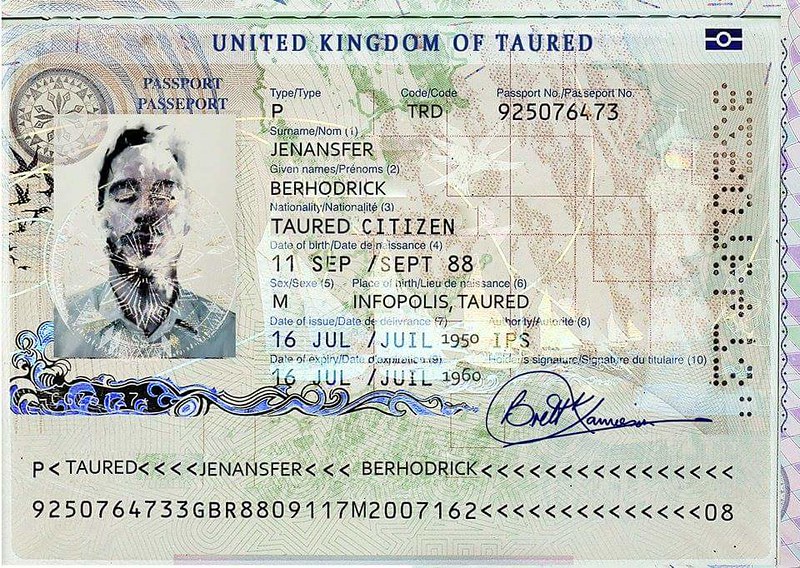 UNITED KINGDOM OF TAURED
PASSPORT
PASSEPORT
Type/Type Code/Code Passport No./Passeport No.
P TRD 925076473
Surname/Nom (1)
JENANSFER
Given names/Prénoms (2)
BERHODRICK
Nationality/Nationalité (3)
TAURED CITIZEN
Date of birth/Date de naissance (4)
11 SEP /SEPT 88
Sex/Sexe (5) Place of birth/Lieu de naissance (6)
M INFOPOLIS, TAURED
Date of issue/Date de délivrance (7) Authority/Autorité (8)
16 JUL /JUIL 1950 IPS
Date of expiry/Date d'expiration (9) Holder's signature/Signature du titulaire (10)
16 JUL /JUIL 1960
P< TAURED<<<<JENANSFER<<< BERHODRICK<<<<<<<<<<<<<<<<<
9250764733GBR8809117M2007162<<<<<<<<<<<<<<08